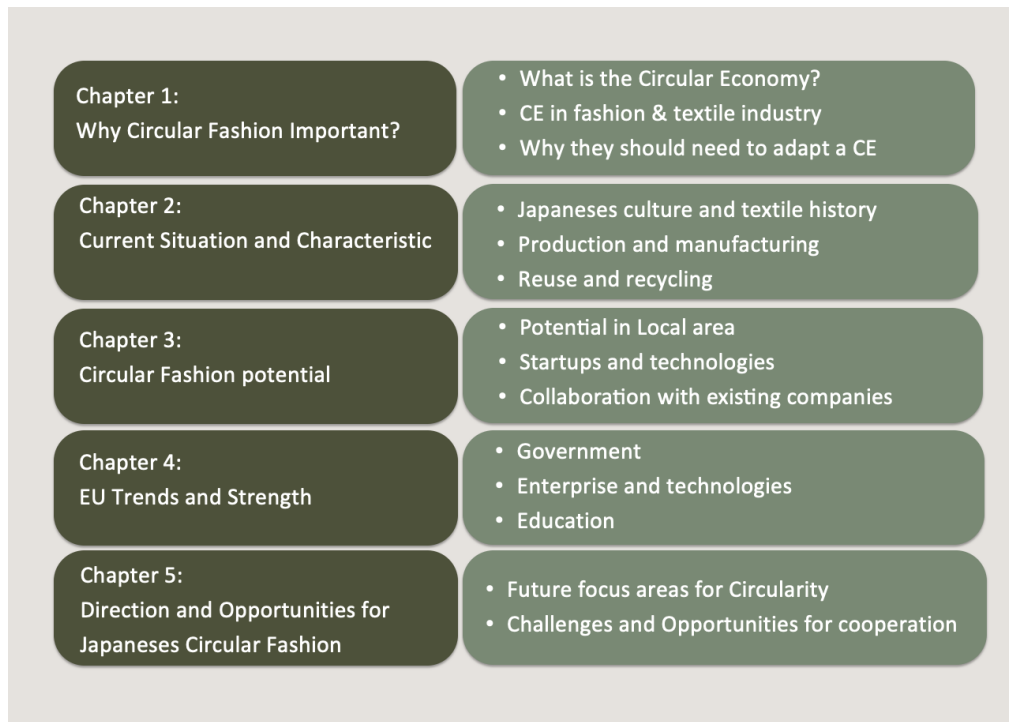 Chapter 1:
Why Circular Fashion Important?
• What is the Circular Economy?
• CE in fashion & textile industry
• Why they should need to adapt a CE
Chapter 2:
Current Situation and Characteristic
• Japaneses culture and textile history
• Production and manufacturing
• Reuse and recycling
Chapter 3:
Circular Fashion potential
• Potential in Local area
• Startups and technologies
• Collaboration with existing companies
Chapter 4:
EU Trends and Strength
• Government
• Enterprise and technologies
• Education
Chapter 5:
Direction and Opportunities for
Japaneses Circular Fashion
• Future focus areas for Circularity
• Challenges and Opportunities for cooperation